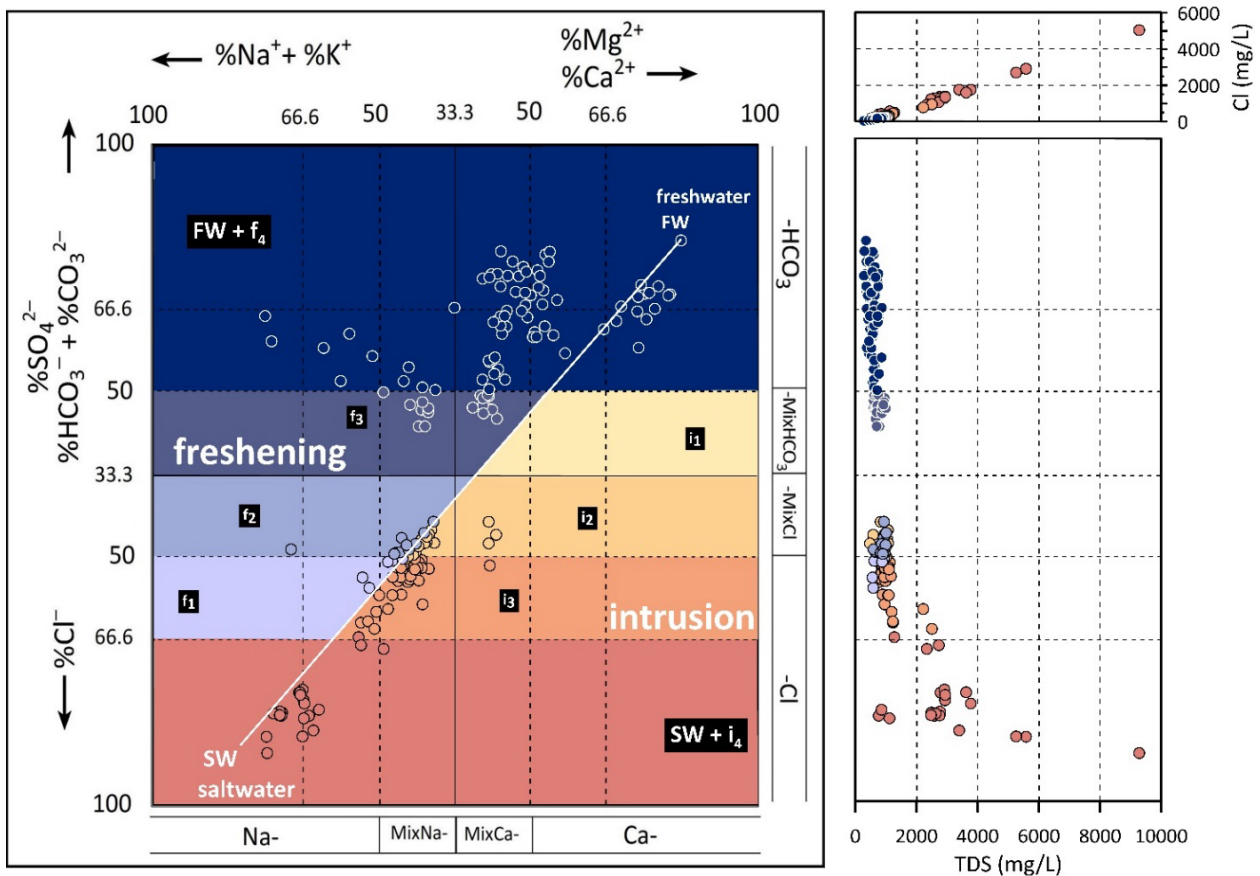 %Na⁺ + %K⁺
%Mg²⁺
%Ca²⁺
100 66.6 50 33.3 50 66.6 100
%SO₄²⁻
%HCO₃⁻ + %CO₃²⁻
%Cl⁻
100
66.6
50
33.3
50
66.6
100
FW + f₄
freshwater
FW
f₃
freshening
i₁
f₂
i₂
f₁
i₃
intrusion
SW + i₄
SW
saltwater
-HCO₃
-MixHCO₃
-MixCl
-Cl
Na- MixNa- MixCa- Ca-
6000
4000
2000
0
Cl (mg/L)
0 2000 4000 6000 8000 10000
TDS (mg/L)